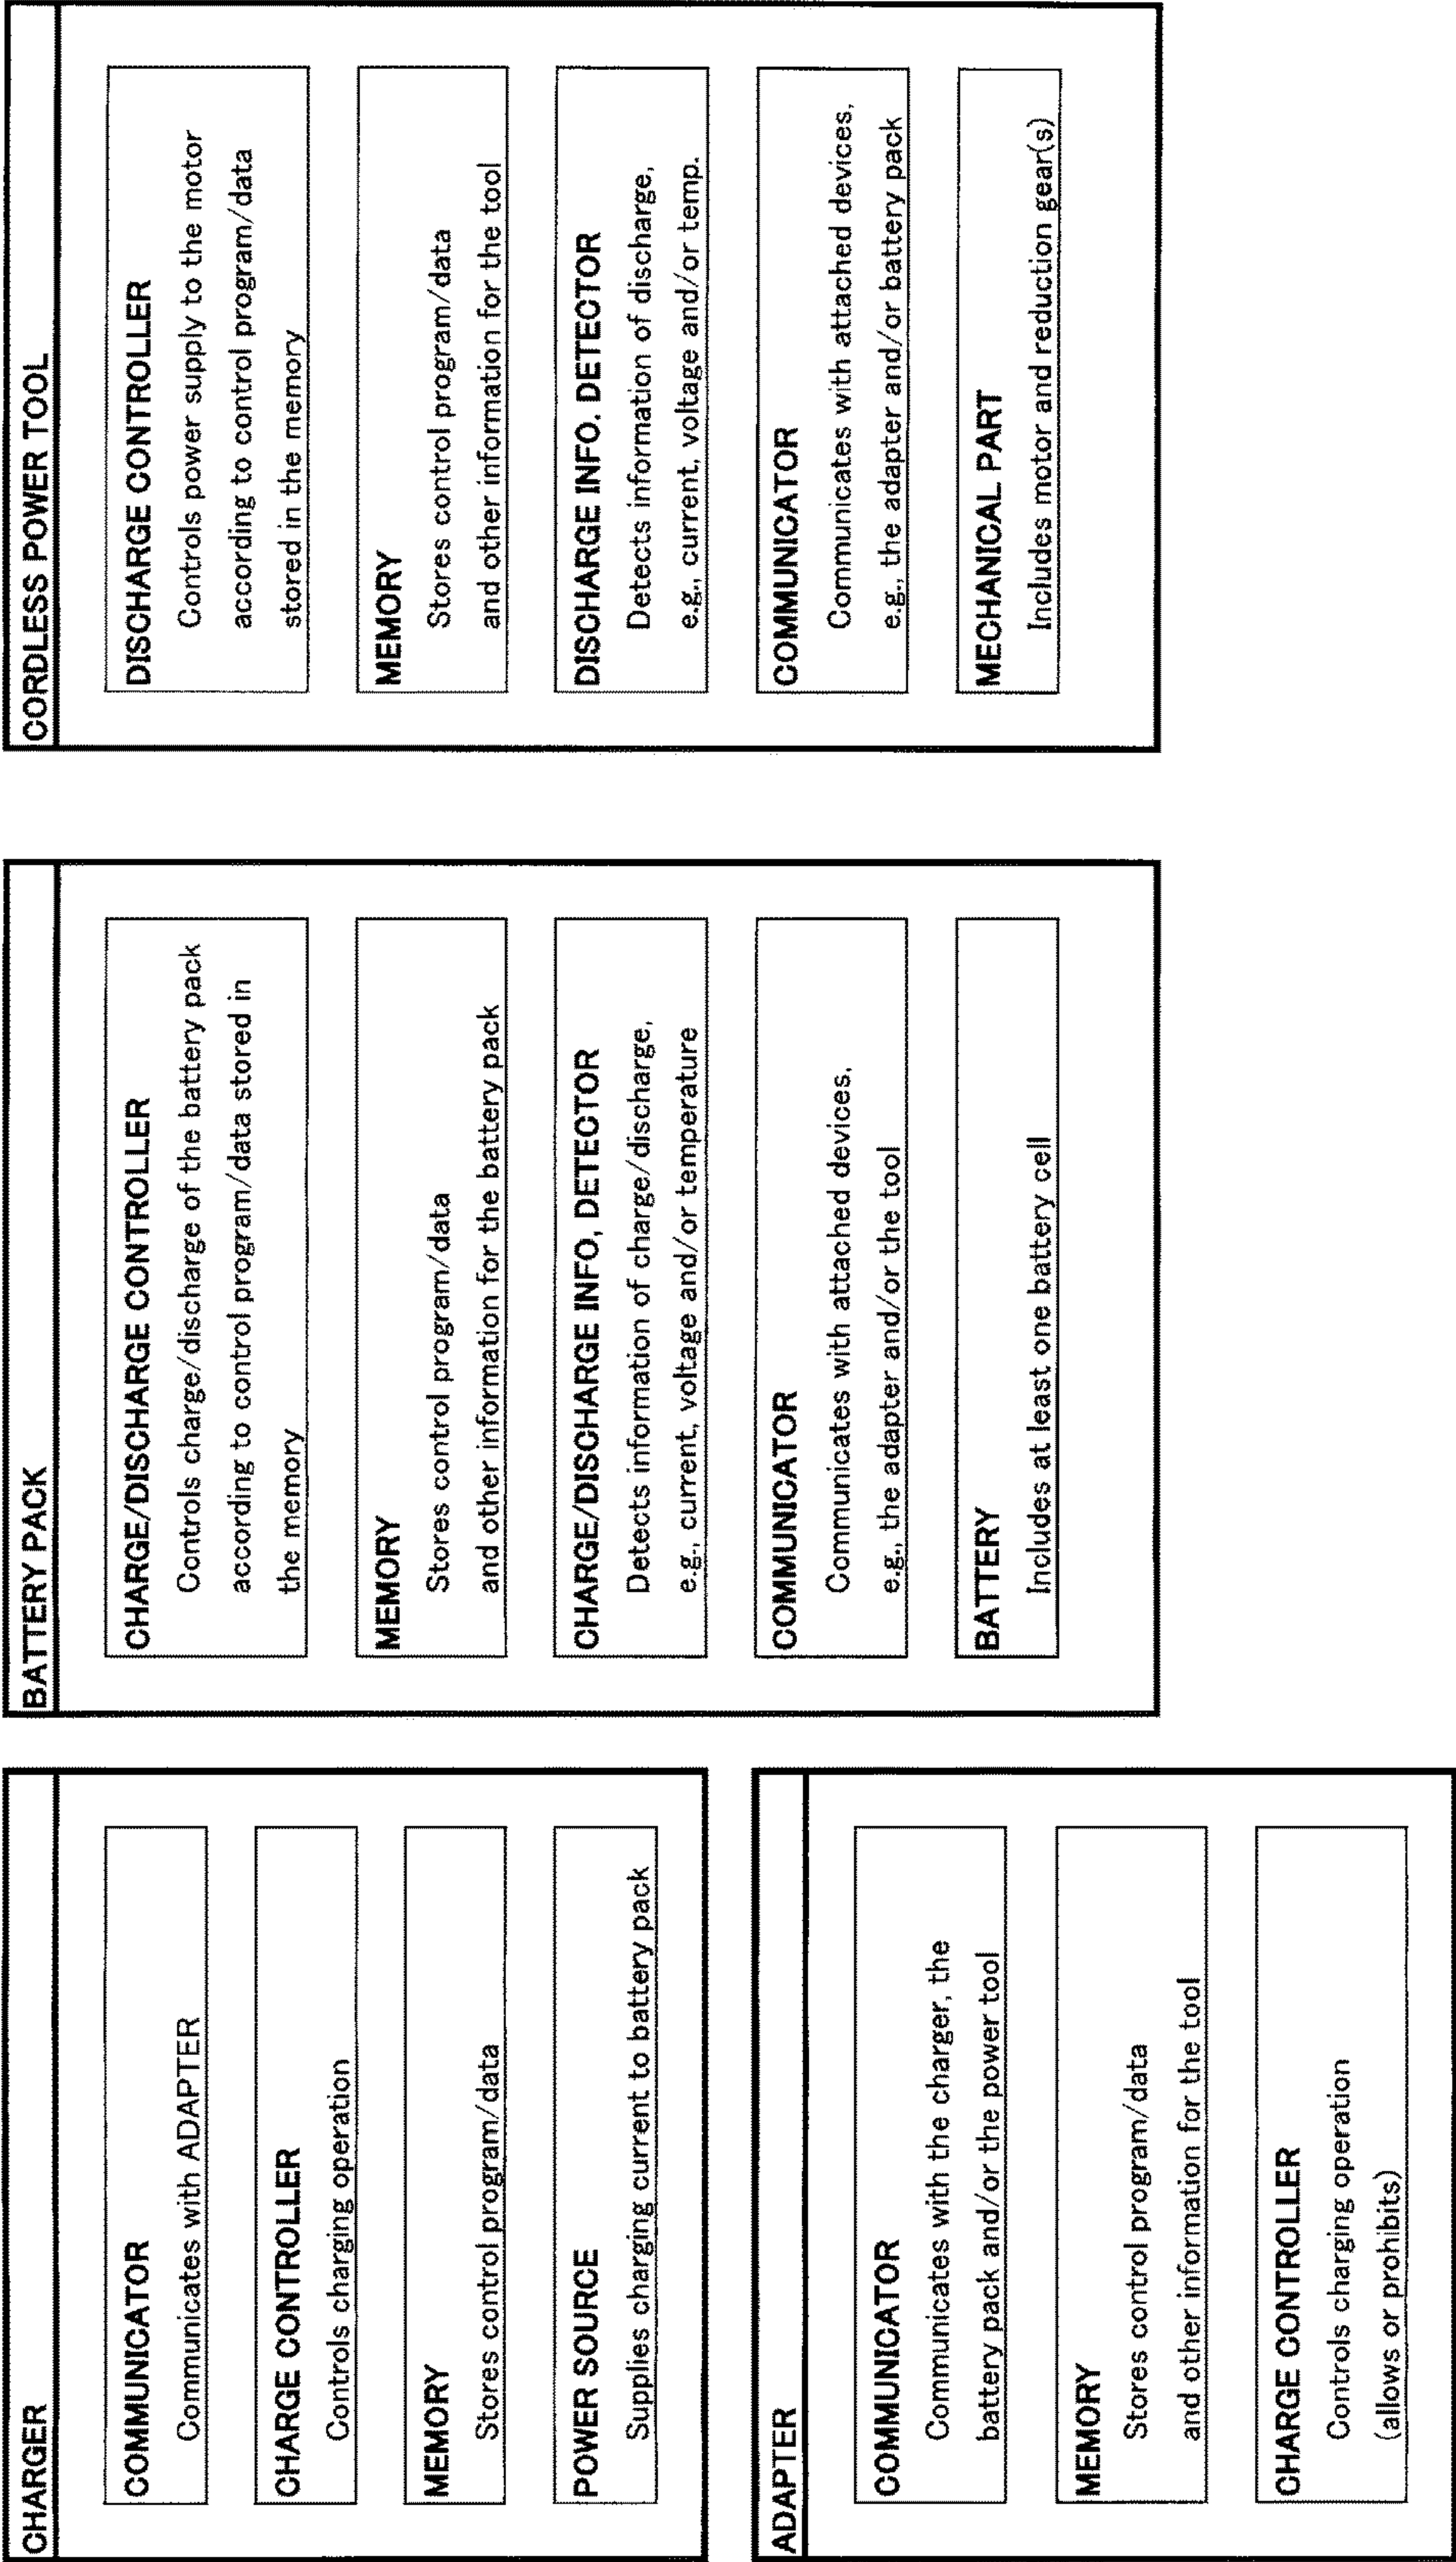 CHARGER
COMMUNICATOR
Communicates with ADAPTER
CHARGE CONTROLLER
Controls charging operation
MEMORY
Stores control program/data
POWER SOURCE
Supplies charging current to battery pack
ADAPTER
COMMUNICATOR
Communicates with the charger, the
battery pack and/or the power tool
MEMORY
Stores control program/data
and other information for the tool
CHARGE CONTROLLER
Controls charging operation
(allows or prohibits)
BATTERY PACK
CHARGE/DISCHARGE CONTROLLER
Controls charge/discharge of the battery pack
according to control program/data stored in
the memory
MEMORY
Stores control program/data
and other information for the battery pack
CHARGE/DISCHARGE INFO, DETECTOR
Detects information of charge/discharge,
e.g., current, voltage and/or temperature
COMMUNICATOR
Communicates with attached devices,
e.g., the adapter and/or the tool
BATTERY
Includes at least one battery cell
CORDLESS POWER TOOL
DISCHARGE CONTROLLER
Controls power supply to the motor
according to control program/data
stored in the memory
MEMORY
Stores control program/data
and other information for the tool
DISCHARGE INFO. DETECTOR
Detects information of discharge,
e.g., current, voltage and/or temp.
COMMUNICATOR
Communicates with attached devices,
e.g., the adapter and/or battery pack
MECHANICAL PART
Includes motor and reduction gear(s)